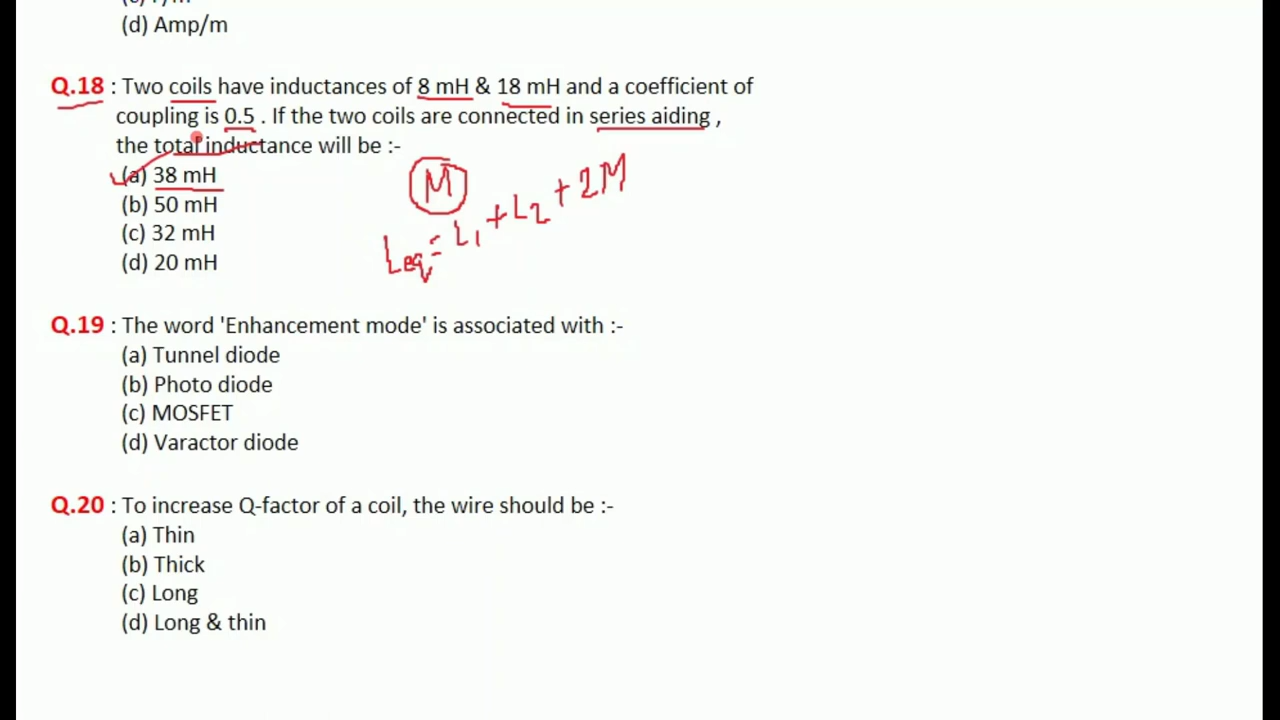 (d) Amp/m
Q.18 : Two coils have inductances of 8 mH & 18 mH and a coefficient of
coupling is 0.5 . If the two coils are connected in series aiding ,
the total inductance will be :-
(a) 38 mH
(b) 50 mH
(c) 32 mH
(d) 20 mH
M
Leq = L1 + L2 + 2M
Q.19 : The word 'Enhancement mode' is associated with :-
(a) Tunnel diode
(b) Photo diode
(c) MOSFET
(d) Varactor diode
Q.20 : To increase Q-factor of a coil, the wire should be :-
(a) Thin
(b) Thick
(c) Long
(d) Long & thin